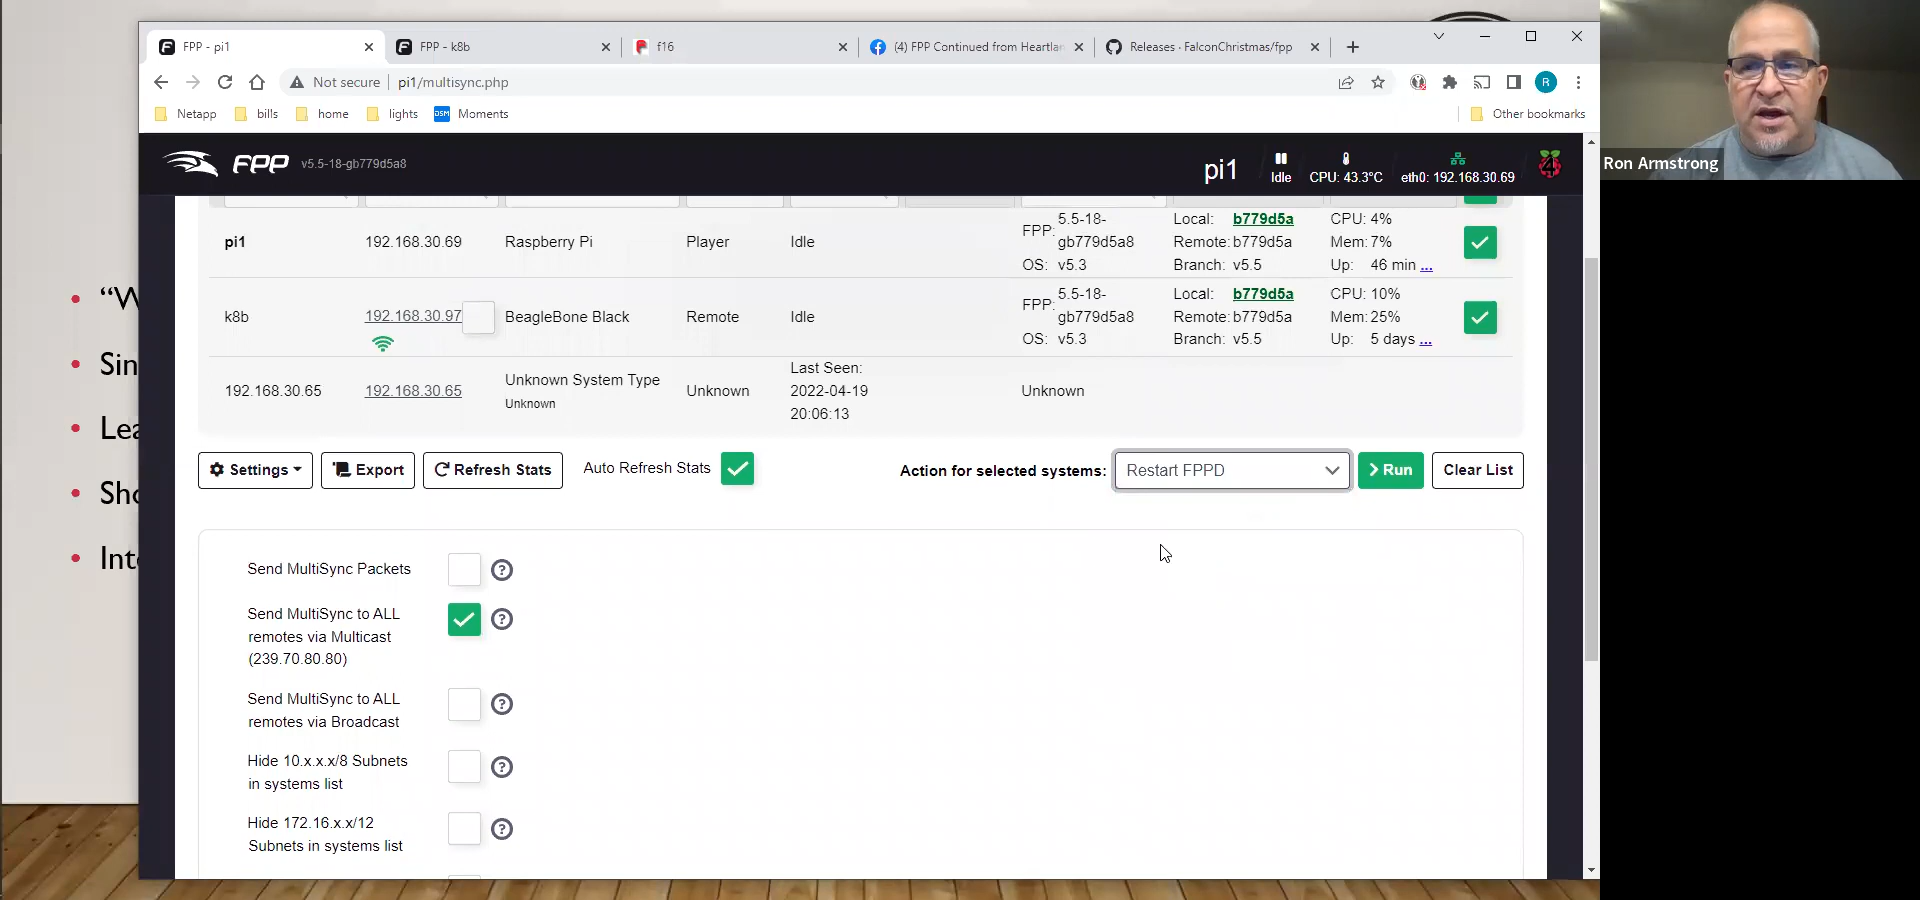 FPP - pi1
FPP - k8b
f16
(4) FPP Continued from Heartlan
Releases · FalconChristmas/fpp
Not secure
pi1/multisync.php
R
Netapp
bills
home
lights
DSM
Moments
Other bookmarks
FPP
v5.5-18-gb779d5a8
pi1
Idle
CPU: 43.3°C
eth0: 192.168.30.69
4
Ron Armstrong
pi1
192.168.30.69
Raspberry Pi
Player
Idle
FPP: 5.5-18-
gb779d5a8
OS: v5.3
Local: b779d5a
Remote: b779d5a
Branch: v5.5
CPU: 4%
Mem: 7%
Up: 46 min ...
k8b
192.168.30.97
BeagleBone Black
Remote
Idle
FPP: 5.5-18-
gb779d5a8
OS: v5.3
Local: b779d5a
Remote: b779d5a
Branch: v5.5
CPU: 10%
Mem: 25%
Up: 5 days ...
192.168.30.65
192.168.30.65
Unknown System Type
Unknown
Unknown
Last Seen:
2022-04-19
20:06:13
Unknown
Settings
Export
Refresh Stats
Auto Refresh Stats
Action for selected systems:
Restart FPPD
Run
Clear List
Send MultiSync Packets
Send MultiSync to ALL
remotes via Multicast
(239.70.80.80)
Send MultiSync to ALL
remotes via Broadcast
Hide 10.x.x.x/8 Subnets
in systems list
Hide 172.16.x.x/12
Subnets in systems list
• “W
• Sin
• Lea
• Sho
• Int